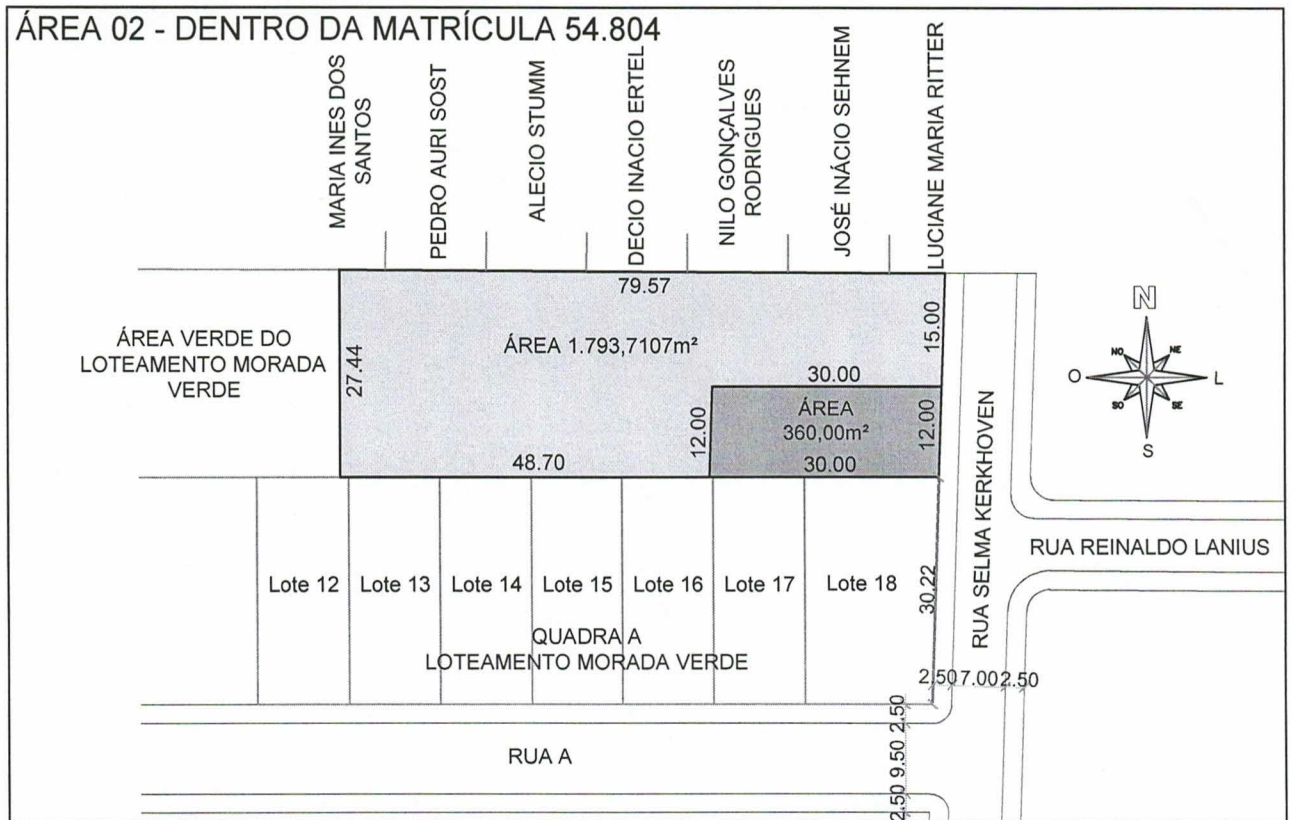 ÁREA 02 - DENTRO DA MATRÍCULA 54.804
MARIA INES DOS
SANTOS
PEDRO AURI SOST
ALECIO STUMM
DECIO INACIO ERTEL
NILO GONÇALVES
RODRIGUES
JOSÉ INÁCIO SEHNEM
LUCIANE MARIA RITTER
79.57
ÁREA VERDE DO
LOTEAMENTO MORADA
VERDE
27.44
ÁREA 1.793,7107m²
15.00
30.00
12.00
ÁREA
360,00m²
12.00
48.70
30.00
N
NO
NE
O
L
SO
SE
S
RUA SELMA KERKHOVEN
RUA REINALDO LANIUS
Lote 12
Lote 13
Lote 14
Lote 15
Lote 16
Lote 17
Lote 18
30.22
QUADRA A
LOTEAMENTO MORADA VERDE
2.50
7.00
2.50
RUA A
2.50
9.50
2.50